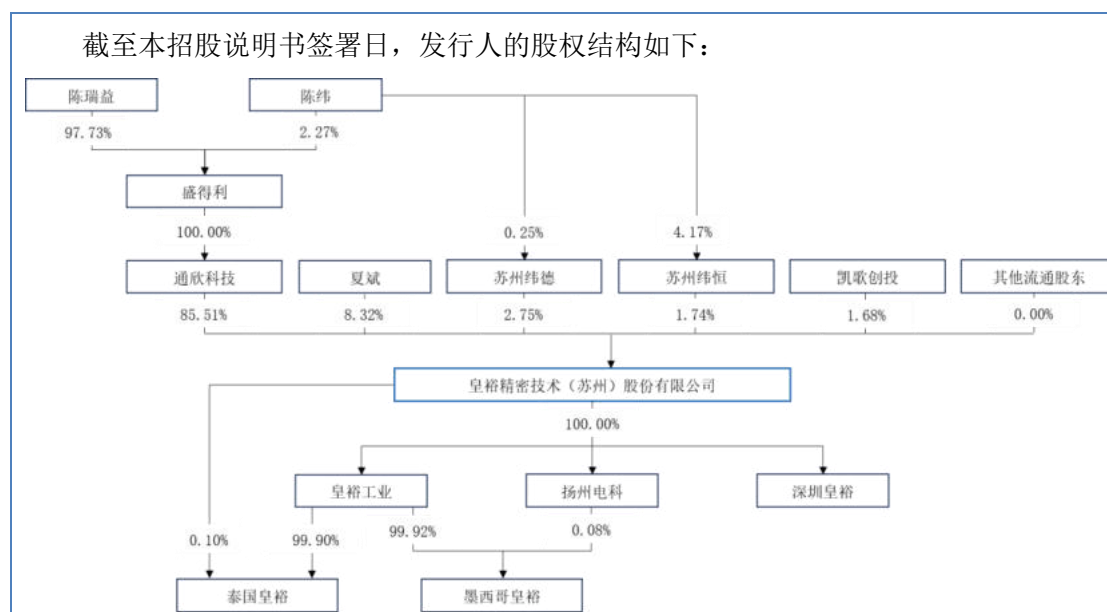 截至本招股说明书签署日，发行人的股权结构如下：
陈瑞益 陈纬
97.73% 2.27%
盛得利
100.00% 0.25% 4.17%
通欣科技 夏斌 苏州纬德 苏州纬恒 凯歌创投 其他流通股东
85.51% 8.32% 2.75% 1.74% 1.68% 0.00%
皇裕精密技术（苏州）股份有限公司
100.00%
皇裕工业 扬州电科 深圳皇裕
0.10% 99.90% 99.92% 0.08%
泰国皇裕 墨西哥皇裕